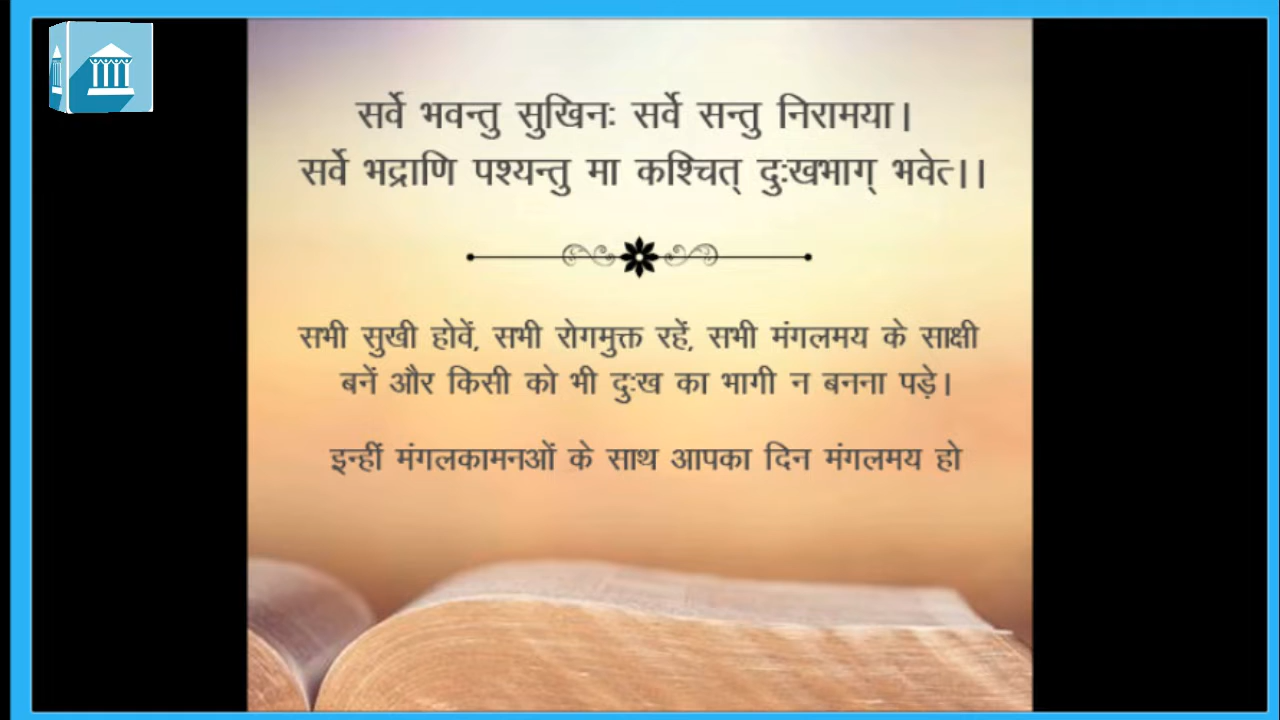 सर्वे भवन्तु सुखिनः सर्वे सन्तु निरामया।
सर्वे भद्राणि पश्यन्तु मा कश्चित् दुःखभाग् भवेत।।
सभी सुखी होवें, सभी रोगमुक्त रहें, सभी मंगलमय के साक्षी
बनें और किसी को भी दुःख का भागी न बनना पड़े।
इन्हीं मंगलकामनओं के साथ आपका दिन मंगलमय हो